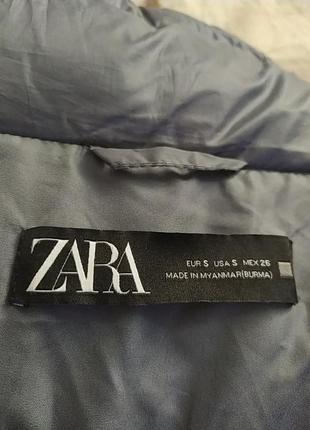 ZARA
EUR S USA S MEX 26
MADE IN MYANMAR(BURMA)